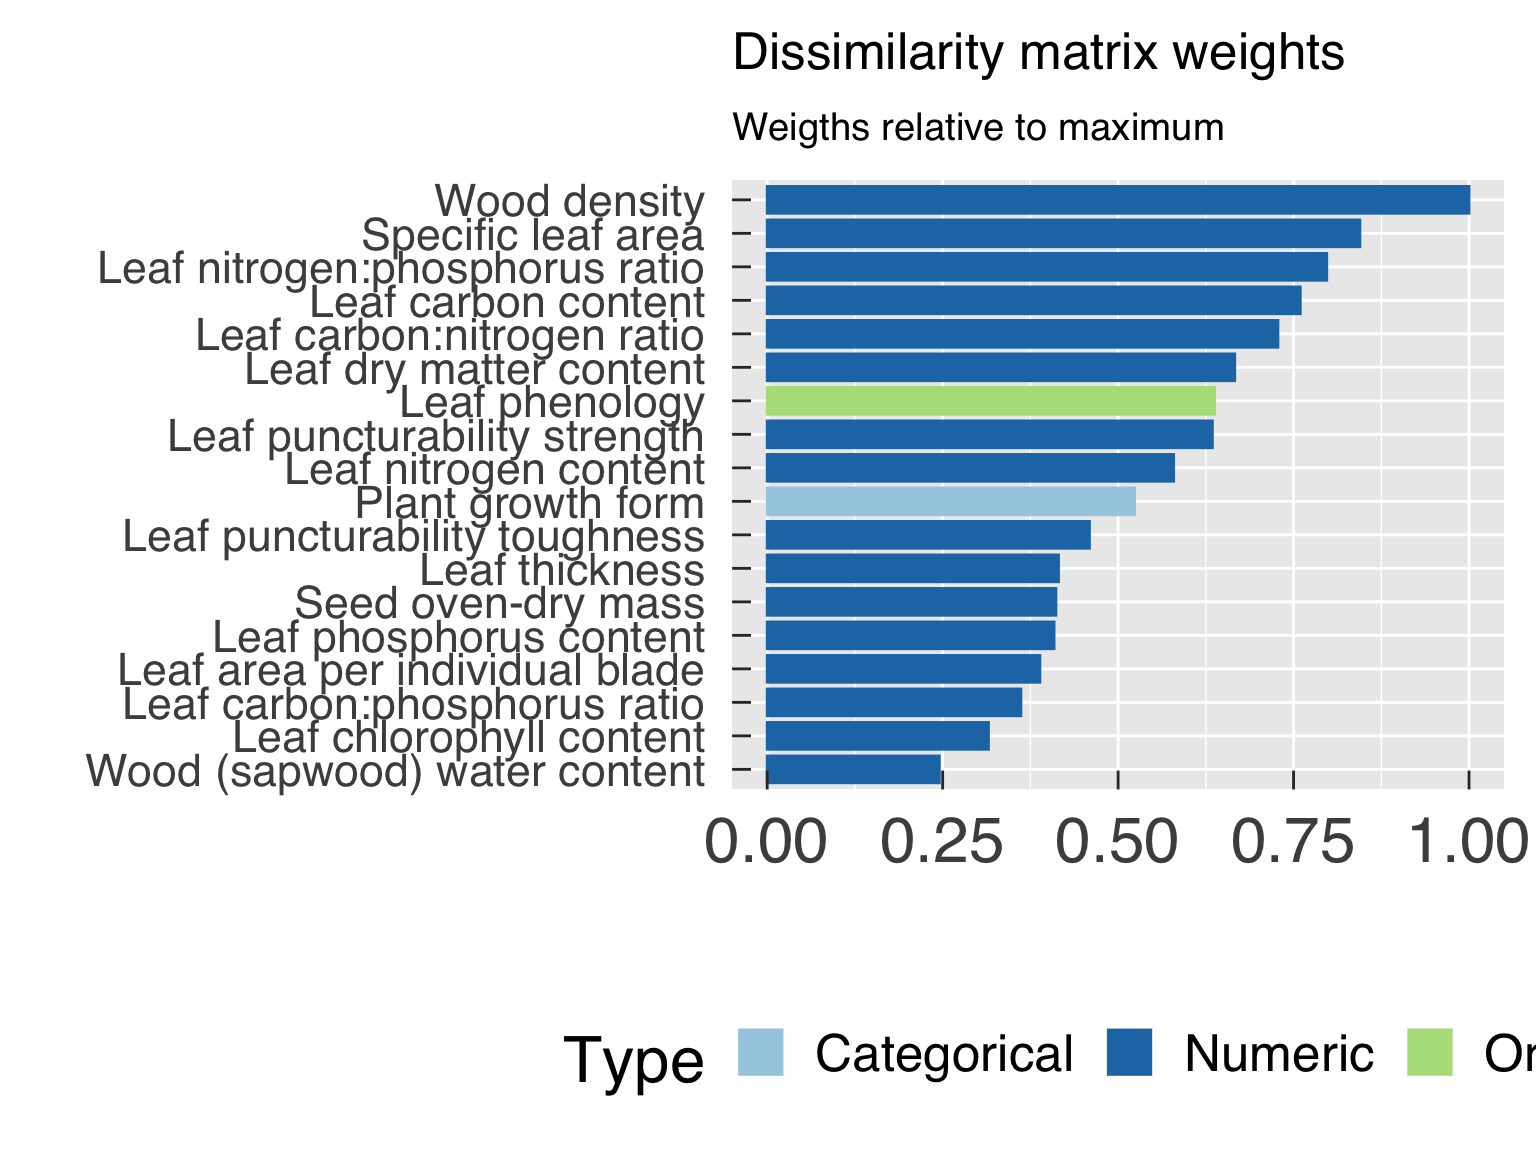 Dissimilarity matrix weights
Weigths relative to maximum
Wood density
Specific leaf area
Leaf nitrogen:phosphorus ratio
Leaf carbon content
Leaf carbon:nitrogen ratio
Leaf dry matter content
Leaf phenology
Leaf puncturability strength
Leaf nitrogen content
Plant growth form
Leaf puncturability toughness
Leaf thickness
Seed oven-dry mass
Leaf phosphorus content
Leaf area per individual blade
Leaf carbon:phosphorus ratio
Leaf chlorophyll content
Wood (sapwood) water content
0.00 0.25 0.50 0.75 1.00
Type Categorical Numeric